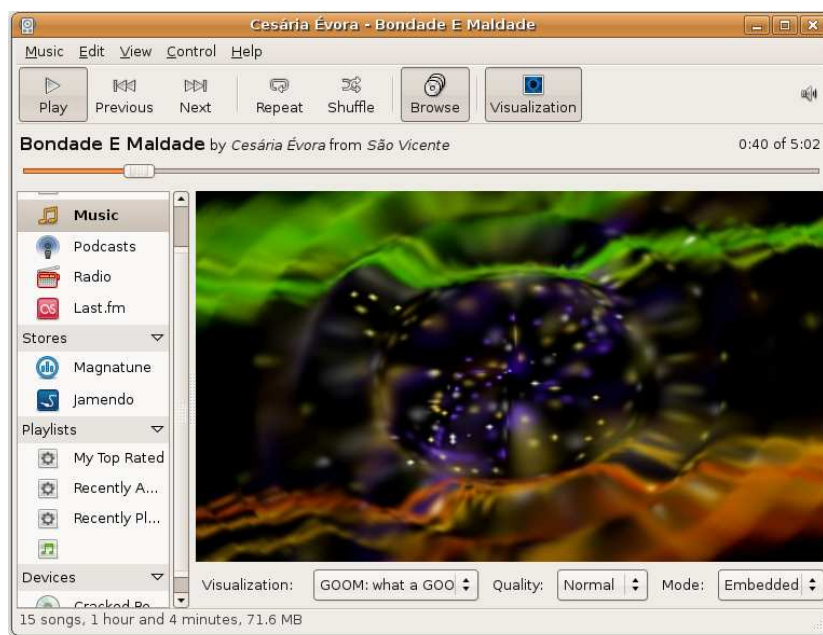 Cesária Évora - Bondade E Maldade
Music Edit View Control Help
Play Previous Next Repeat Shuffle Browse Visualization
Bondade E Maldade by Cesária Évora from São Vicente 0:40 of 5:02
Music
Podcasts
Radio
Last.fm
Stores
Magnatune
Jamendo
Playlists
My Top Rated
Recently A...
Recently Pl...
Devices
Visualization: GOOM: what a GOO Quality: Normal Mode: Embedded
15 songs, 1 hour and 4 minutes, 71.6 MB